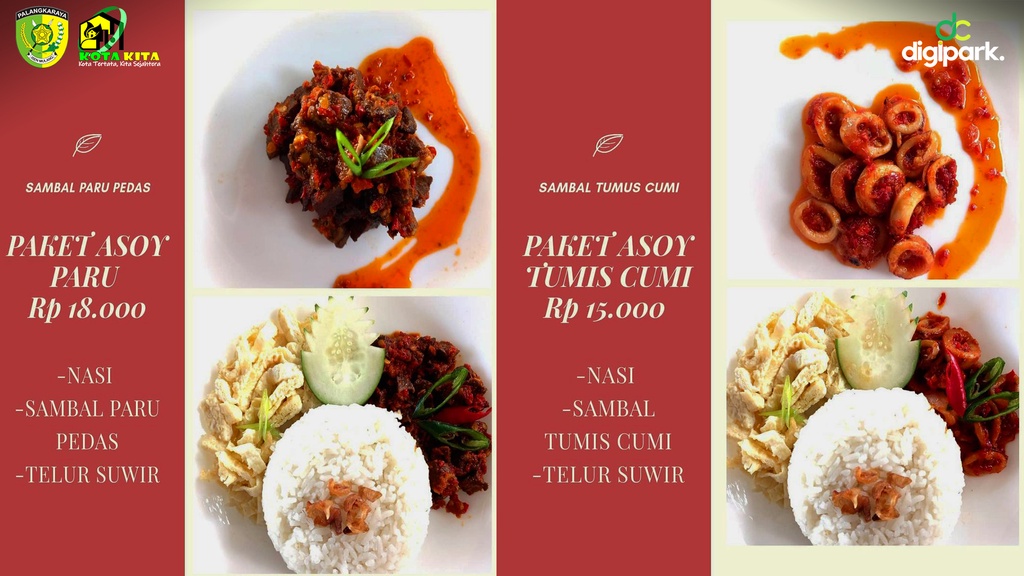 PALANGKARAYA
KOTA KITA
Kota Tertata, Kita Sejahtera
SAMBAL PARU PEDAS
PAKET ASOY
PARU
Rp 18.000
-NASI
-SAMBAL PARU
PEDAS
-TELUR SUWIR
SAMBAL TUMUS CUMI
PAKET ASOY
TUMIS CUMI
Rp 15.000
-NASI
-SAMBAL
TUMIS CUMI
-TELUR SUWIR
dc
digipark.